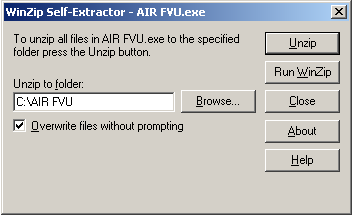 WinZip Self-Extractor - AIR FVU.exe
To unzip all files in AIR FVU.exe to the specified
folder press the Unzip button.
Unzip
Run WinZip
Unzip to folder:
C:\AIR FVU
Browse...
Close
Overwrite files without prompting
About
Help